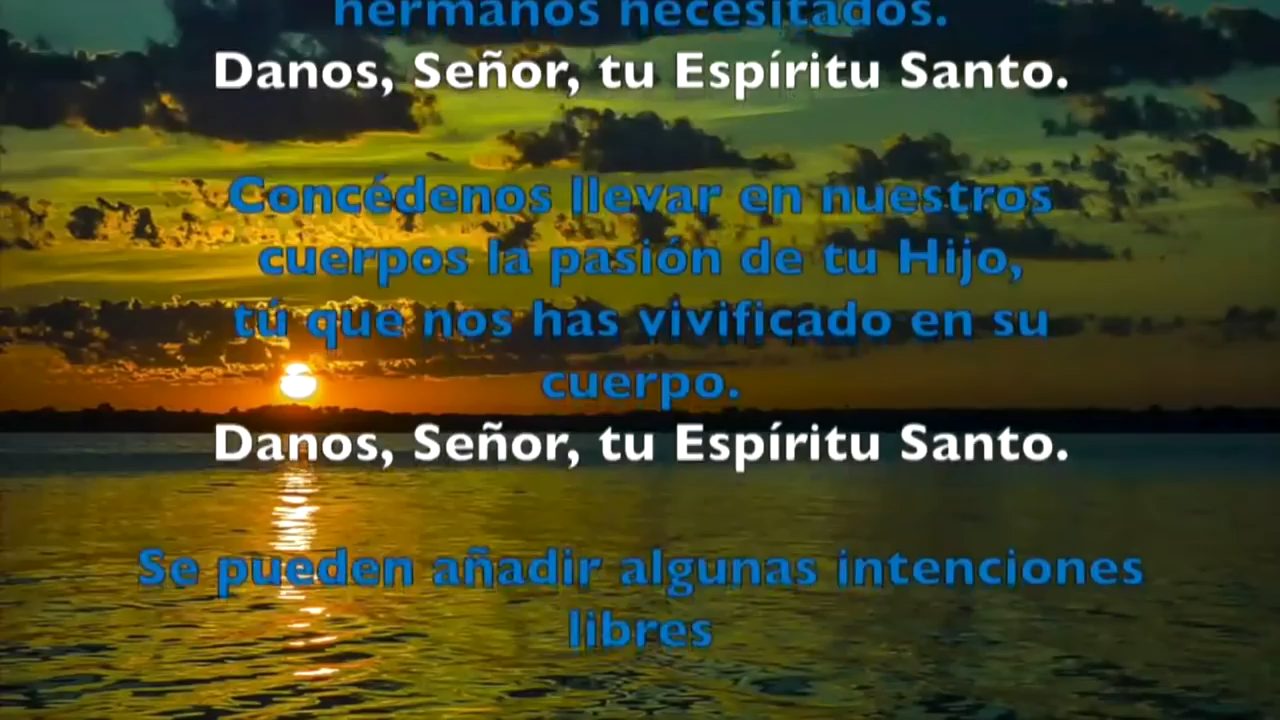 hermanos necesitados.
Danos, Señor, tu Espíritu Santo.
Concédenos llevar en nuestros
cuerpos la pasión de tu Hijo,
tú que nos has vivificado en su
cuerpo.
Danos, Señor, tu Espíritu Santo.
Se pueden añadir algunas intenciones
libres